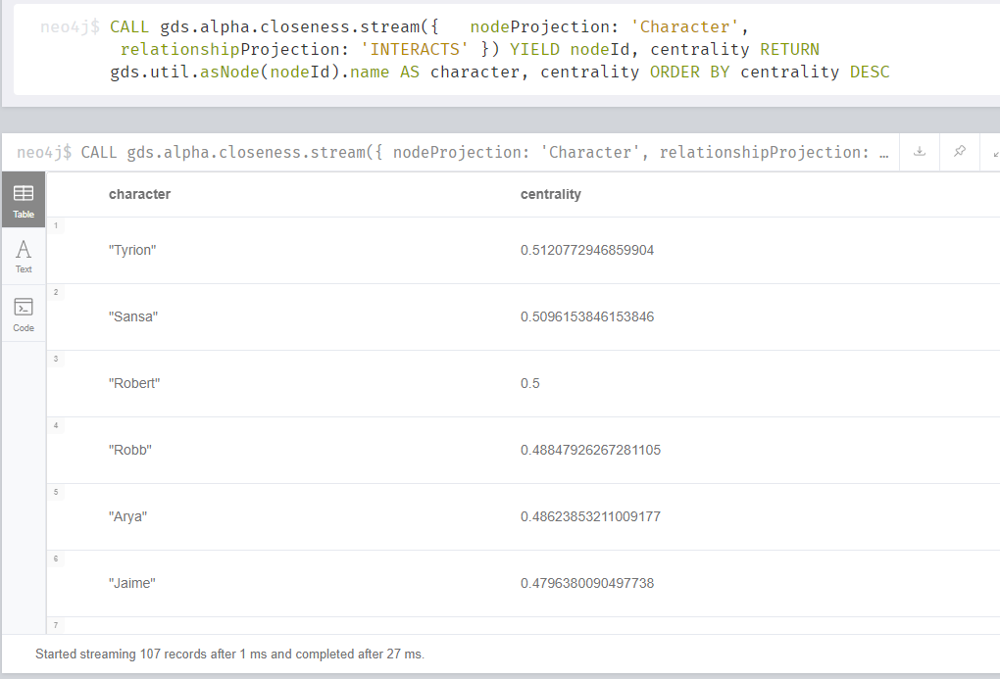 neo4j$ CALL gds.alpha.closeness.stream({   nodeProjection: 'Character',
relationshipProjection: 'INTERACTS' }) YIELD nodeId, centrality RETURN
gds.util.asNode(nodeId).name AS character, centrality ORDER BY centrality DESC
neo4j$ CALL gds.alpha.closeness.stream({ nodeProjection: 'Character', relationshipProjection: …
Table
A
Text
Code
character centrality
1
"Tyrion" 0.5120772946859904
2
"Sansa" 0.5096153846153846
3
"Robert" 0.5
4
"Robb" 0.48847926267281105
5
"Arya" 0.48623853211009177
6
"Jaime" 0.4796380090497738
7
Started streaming 107 records after 1 ms and completed after 27 ms.